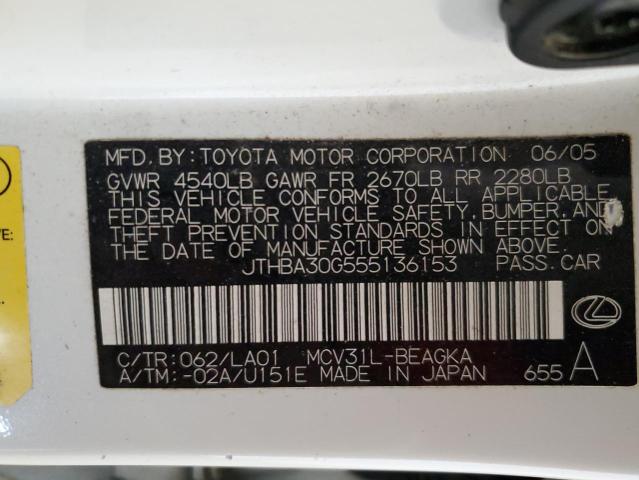 MFD. BY: TOYOTA MOTOR CORPORATION 06/05
GVWR 4540LB GAWR FR 2670LB RR 2280LB
THIS VEHICLE CONFORMS TO ALL APPLICABLE
FEDERAL MOTOR VEHICLE SAFETY, BUMPER, AND
THEFT PREVENTION STANDARDS IN EFFECT ON
THE DATE OF MANUFACTURE SHOWN ABOVE.
JTHBA30G555136153 PASS. CAR
C/TR: 062/LA01 MCV31L-BEAGKA
A/TM: -02A/U151E MADE IN JAPAN 655 A